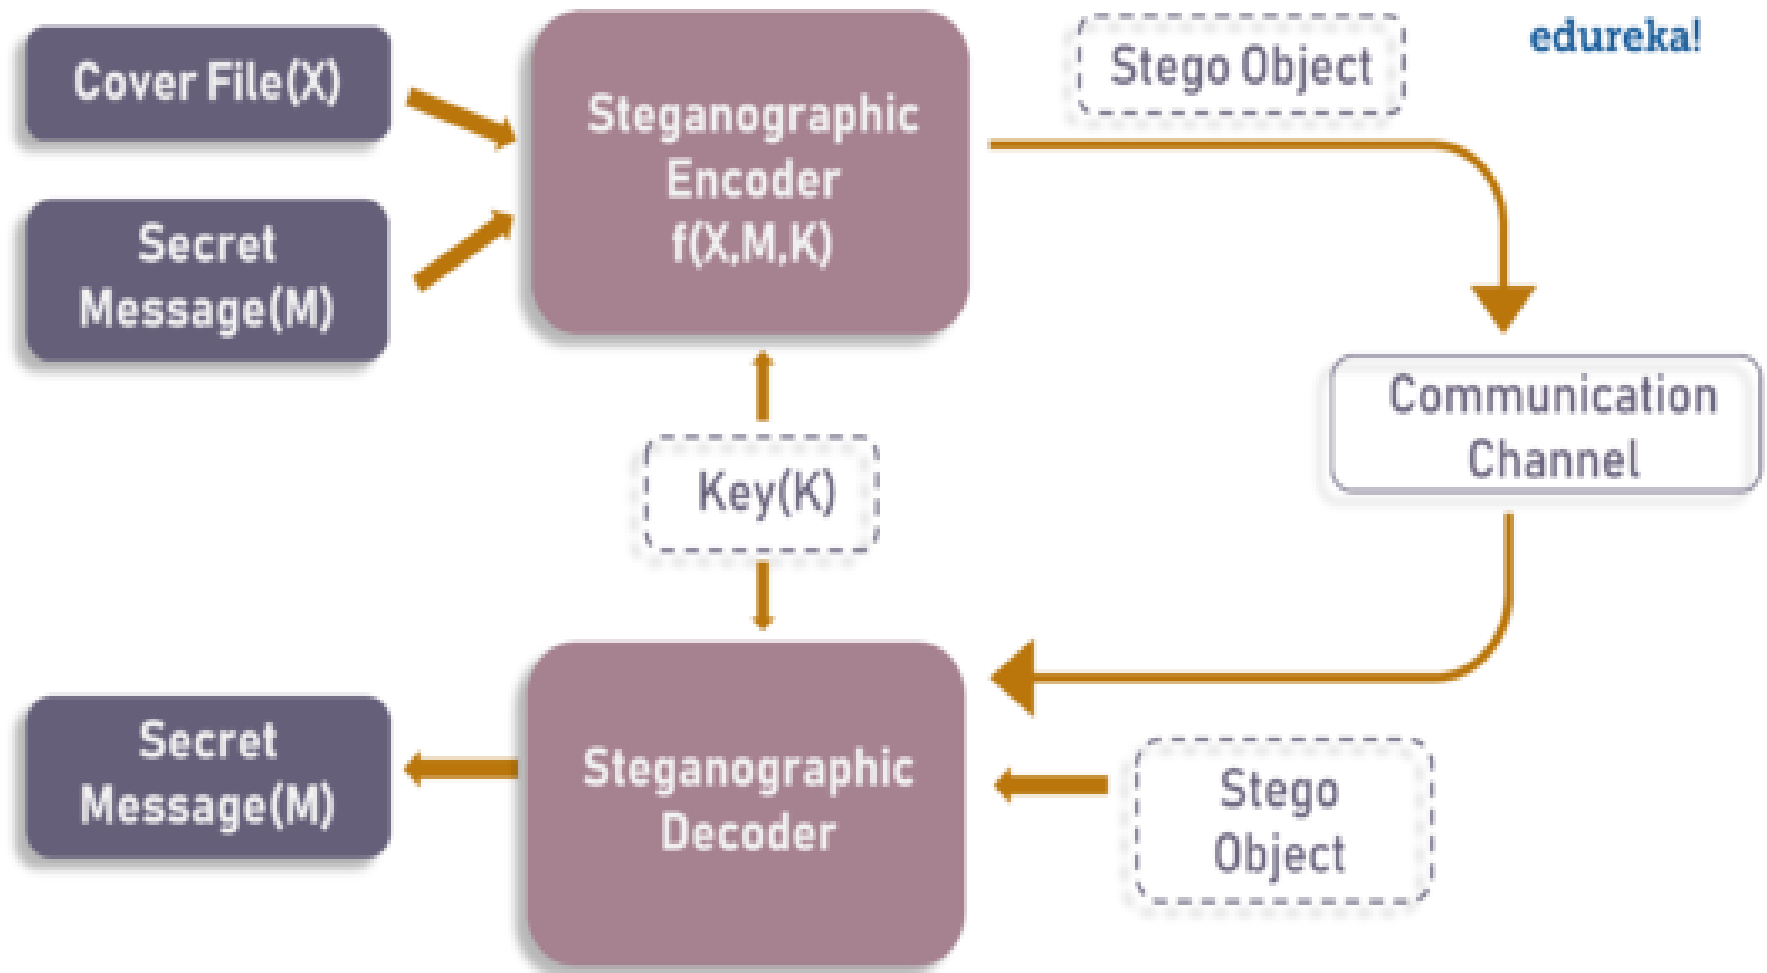 edureka!
Cover File(X)
Steganographic
Encoder
f(X,M,K)
Stego Object
Secret
Message(M)
Communication
Channel
Key(K)
Secret
Message(M)
Steganographic
Decoder
Stego
Object